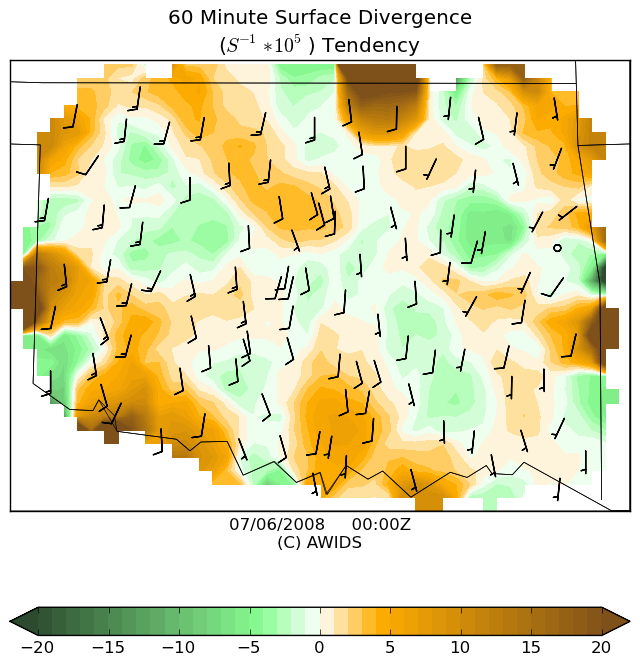 60 Minute Surface Divergence
(S⁻¹ * 10⁵ ) Tendency
07/06/2008 00:00Z
(C) AWIDS
−20 −15 −10 −5 0 5 10 15 20